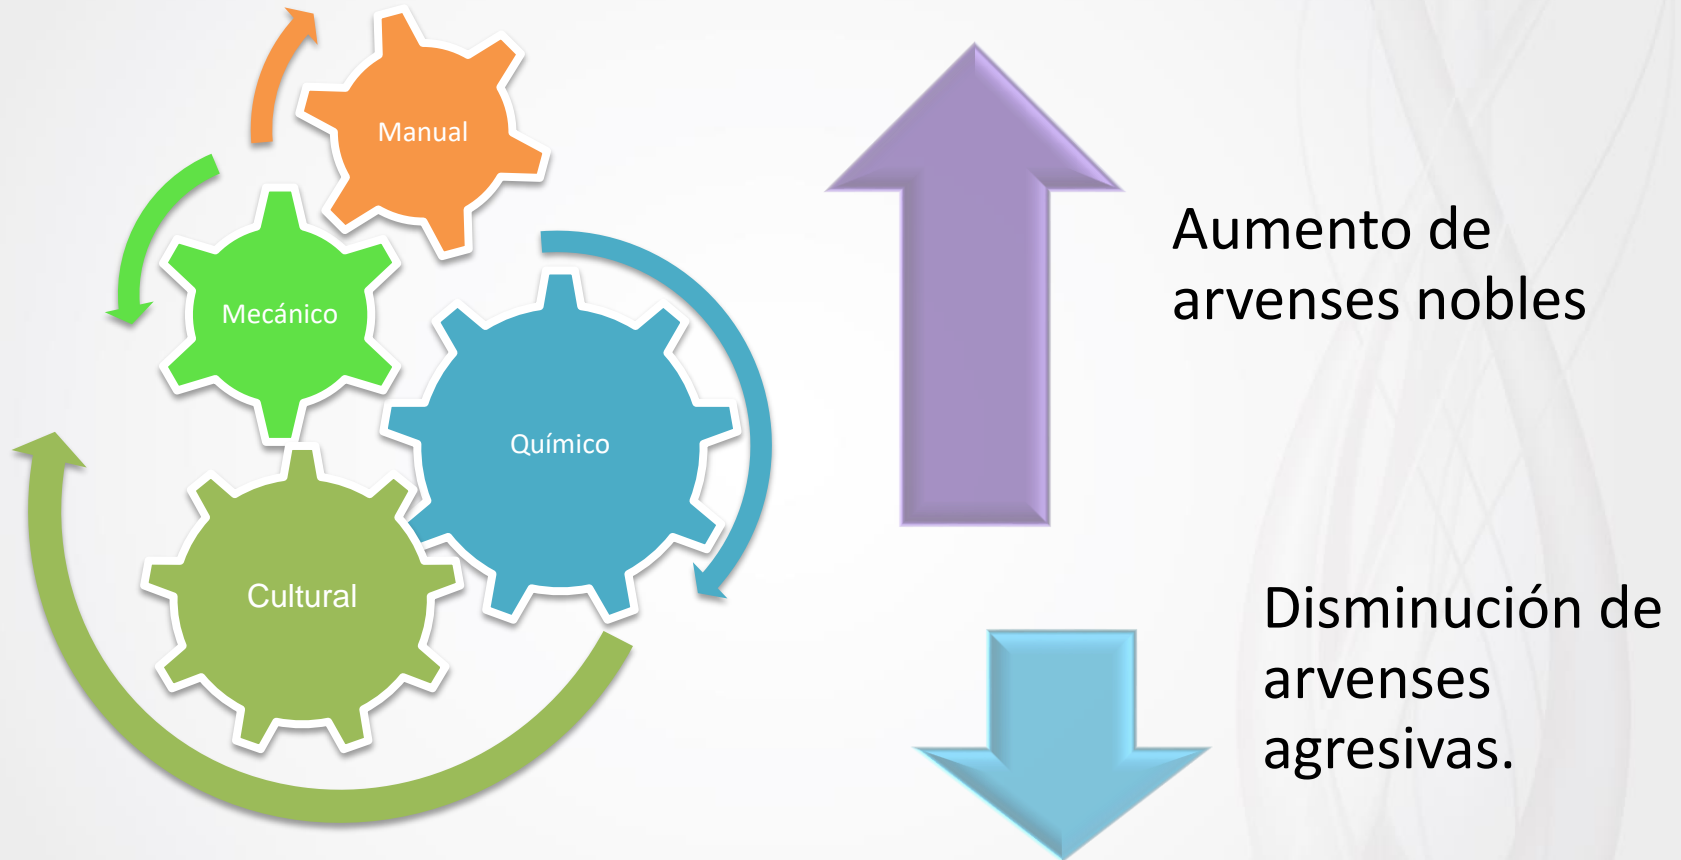 Manual
Mecánico
Químico
Cultural
Aumento de
arvenses nobles
Disminución de
arvenses
agresivas.